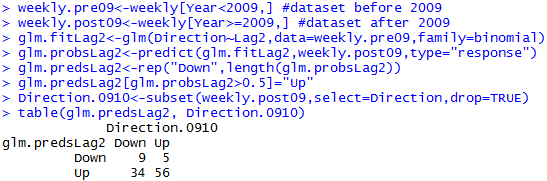 > weekly.pre09<-weekly[Year<2009,] #dataset before 2009
> weekly.post09<-weekly[Year>=2009,] #dataset after 2009
> glm.fitLag2<-glm(Direction~Lag2,data=weekly.pre09,family=binomial)
> glm.probsLag2<-predict(glm.fitLag2,weekly.post09,type="response")
> glm.predsLag2<-rep("Down",length(glm.probsLag2))
> glm.predsLag2[glm.probsLag2>0.5]="Up"
> Direction.0910<-subset(weekly.post09,select=Direction,drop=TRUE)
> table(glm.predsLag2, Direction.0910)
Direction.0910
glm.predsLag2 Down Up
Down 9 5
Up 34 56